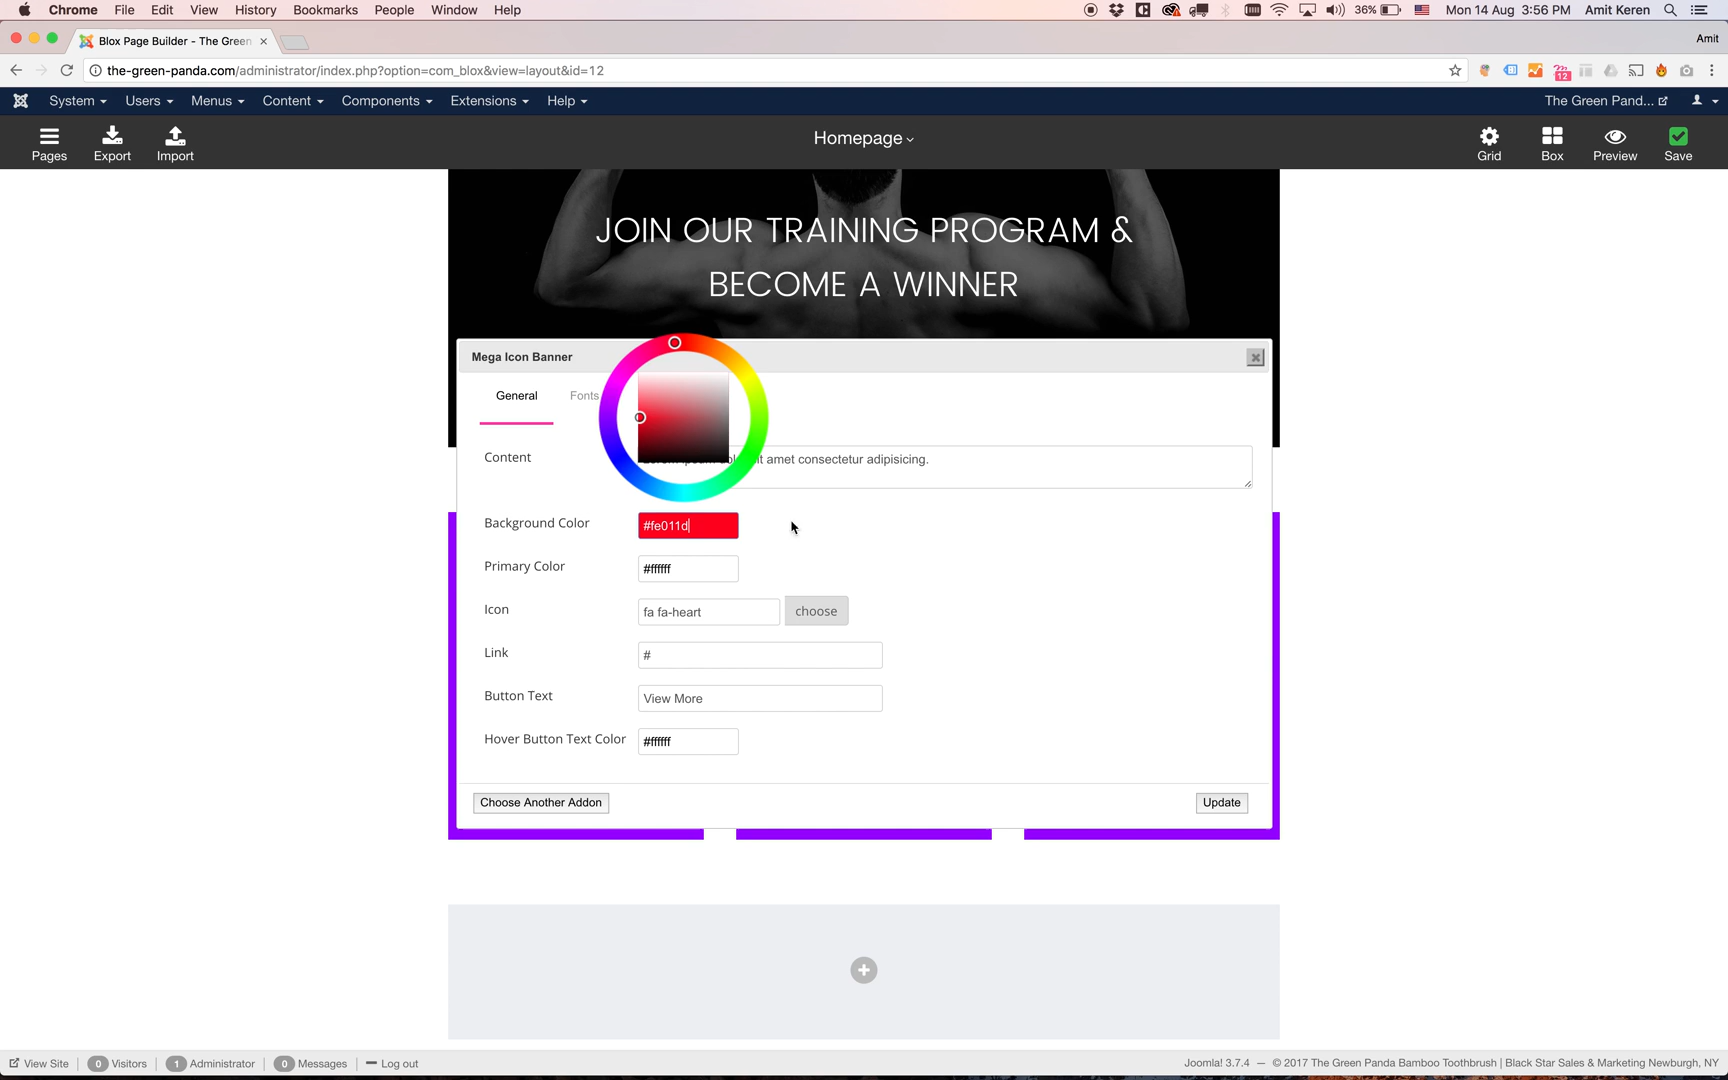 Chrome File Edit View History Bookmarks People Window Help
36% Mon 14 Aug 3:56 PM Amit Keren
Blox Page Builder - The Green
Amit
the-green-panda.com/administrator/index.php?option=com_blox&view=layout&id=12
12
System Users Menus Content Components Extensions Help
The Green Pand...
Pages Export Import
Homepage
Grid Box Preview Save
JOIN OUR TRAINING PROGRAM &
BECOME A WINNER
Mega Icon Banner
General Fonts
Content
amet consectetur adipisicing.
Background Color #fe011d
Primary Color #ffffff
Icon fa fa-heart choose
Link #
Button Text View More
Hover Button Text Color #ffffff
Choose Another Addon Update
View Site 0 Visitors 1 Administrator 0 Messages Log out
Joomla! 3.7.4 — © 2017 The Green Panda Bamboo Toothbrush | Black Star Sales & Marketing Newburgh, NY